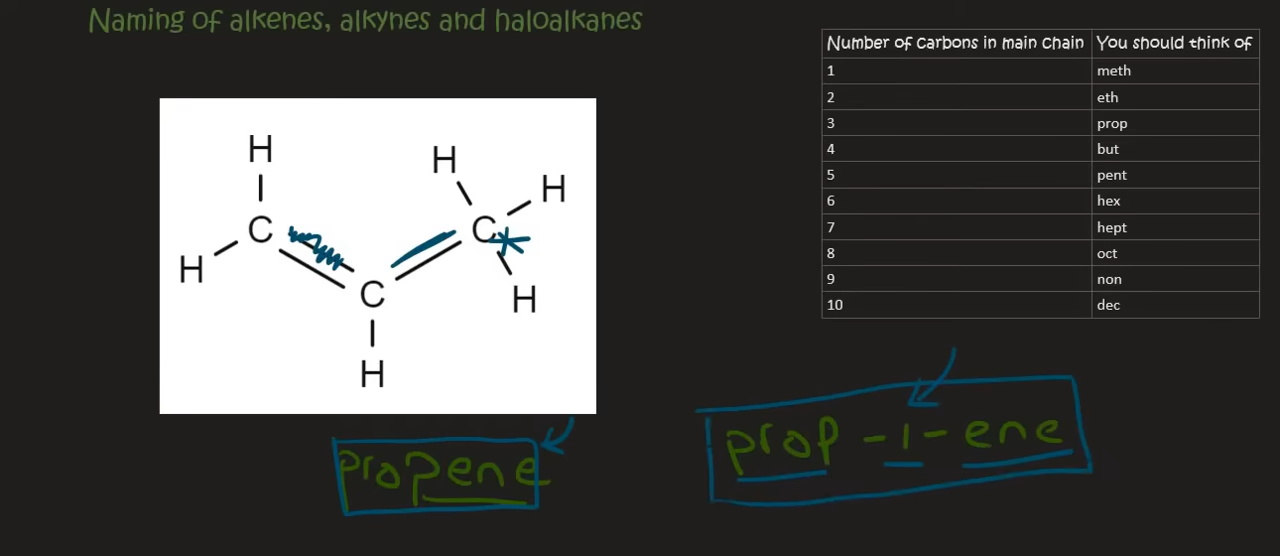 Naming of alkenes, alkynes and haloalkanes
Number of carbons in main chain You should think of
1 meth
2 eth
3 prop
4 but
5 pent
6 hex
7 hept
8 oct
9 non
10 dec
H
H
H
C
C
H
C
H
H
propene
prop - 1 - ene